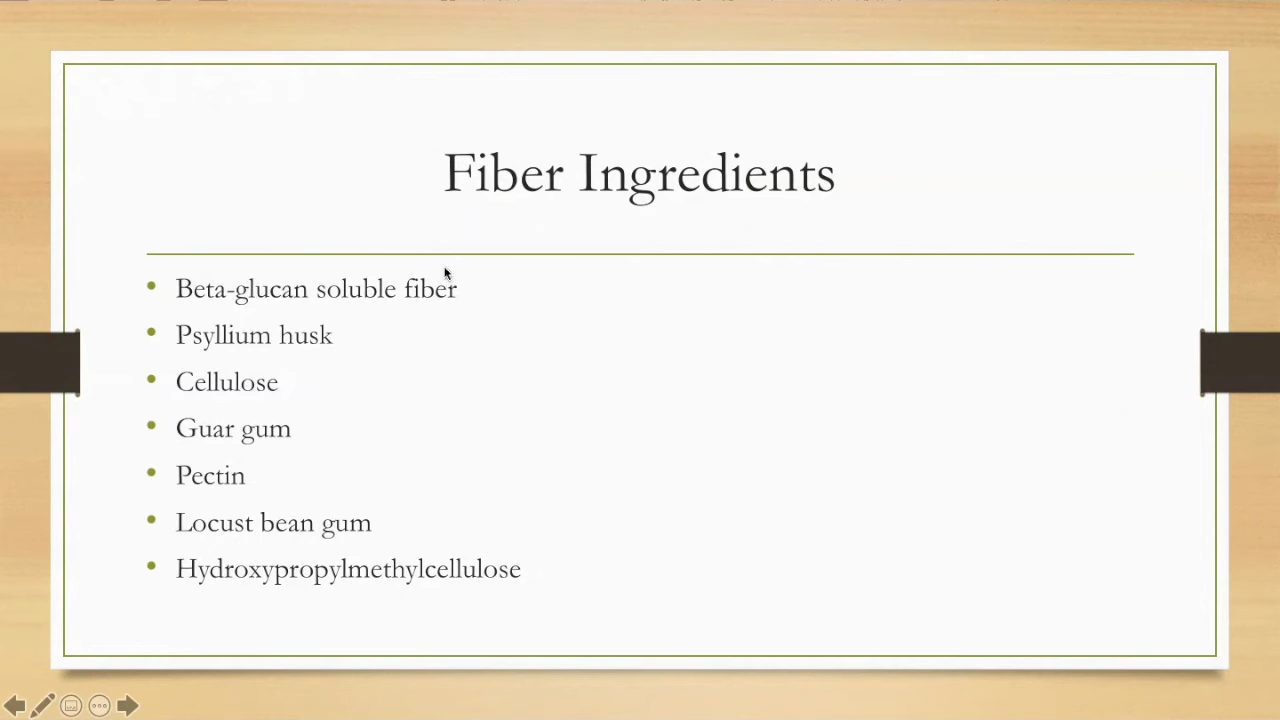 Fiber Ingredients
• Beta-glucan soluble fiber
• Psyllium husk
• Cellulose
• Guar gum
• Pectin
• Locust bean gum
• Hydroxypropylmethylcellulose